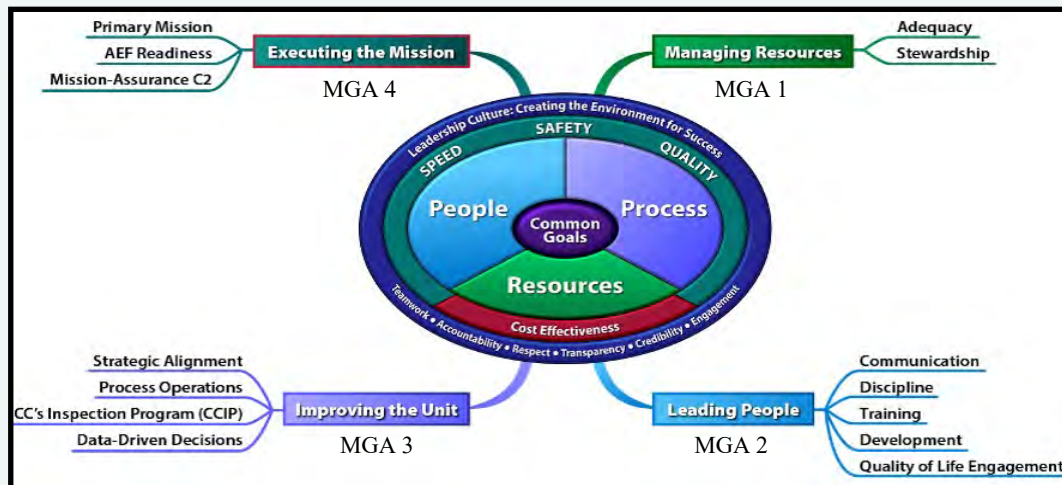 Primary Mission
AEF Readiness
Mission-Assurance C2
Executing the Mission
MGA 4
Managing Resources
MGA 1
Adequacy
Stewardship
Leadership Culture: Creating the Environment for Success
SPEED
SAFETY
QUALITY
People
Process
Common
Goals
Resources
Cost Effectiveness
Teamwork • Accountability • Respect • Transparency • Credibility • Engagement
Strategic Alignment
Process Operations
CC's Inspection Program (CCIP)
Data-Driven Decisions
Improving the Unit
MGA 3
Leading People
MGA 2
Communication
Discipline
Training
Development
Quality of Life Engagement